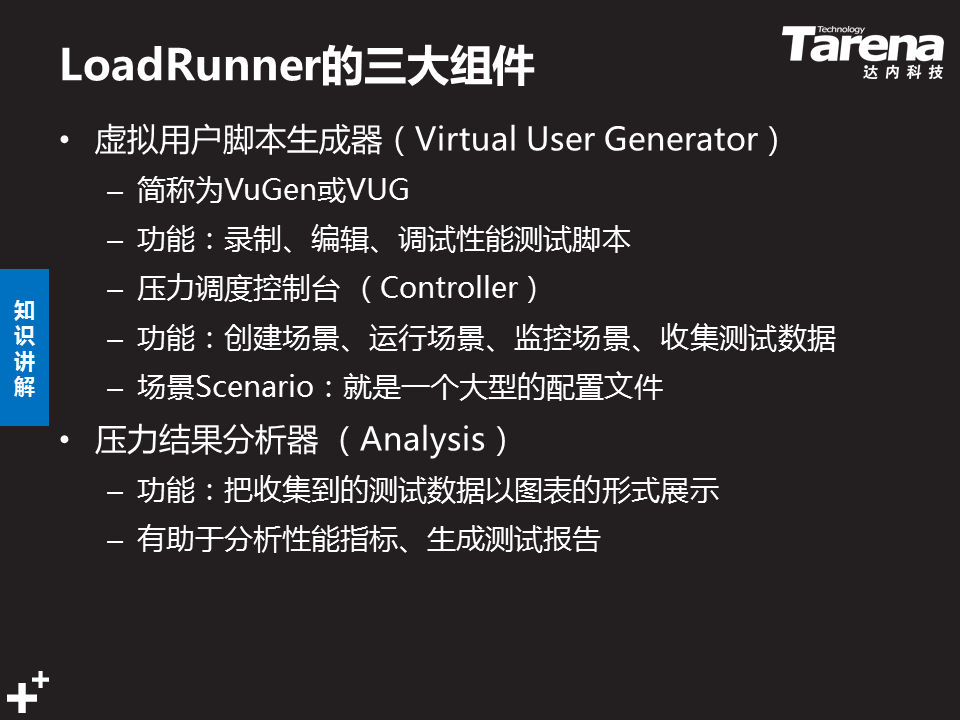 LoadRunner的三大组件
Technology
Tarena
达内科技
• 虚拟用户脚本生成器（Virtual User Generator）
– 简称为VuGen或VUG
– 功能：录制、编辑、调试性能测试脚本
– 压力调度控制台 （Controller）
– 功能：创建场景、运行场景、监控场景、收集测试数据
– 场景Scenario：就是一个大型的配置文件
• 压力结果分析器 （Analysis）
– 功能：把收集到的测试数据以图表的形式展示
– 有助于分析性能指标、生成测试报告
知识讲解